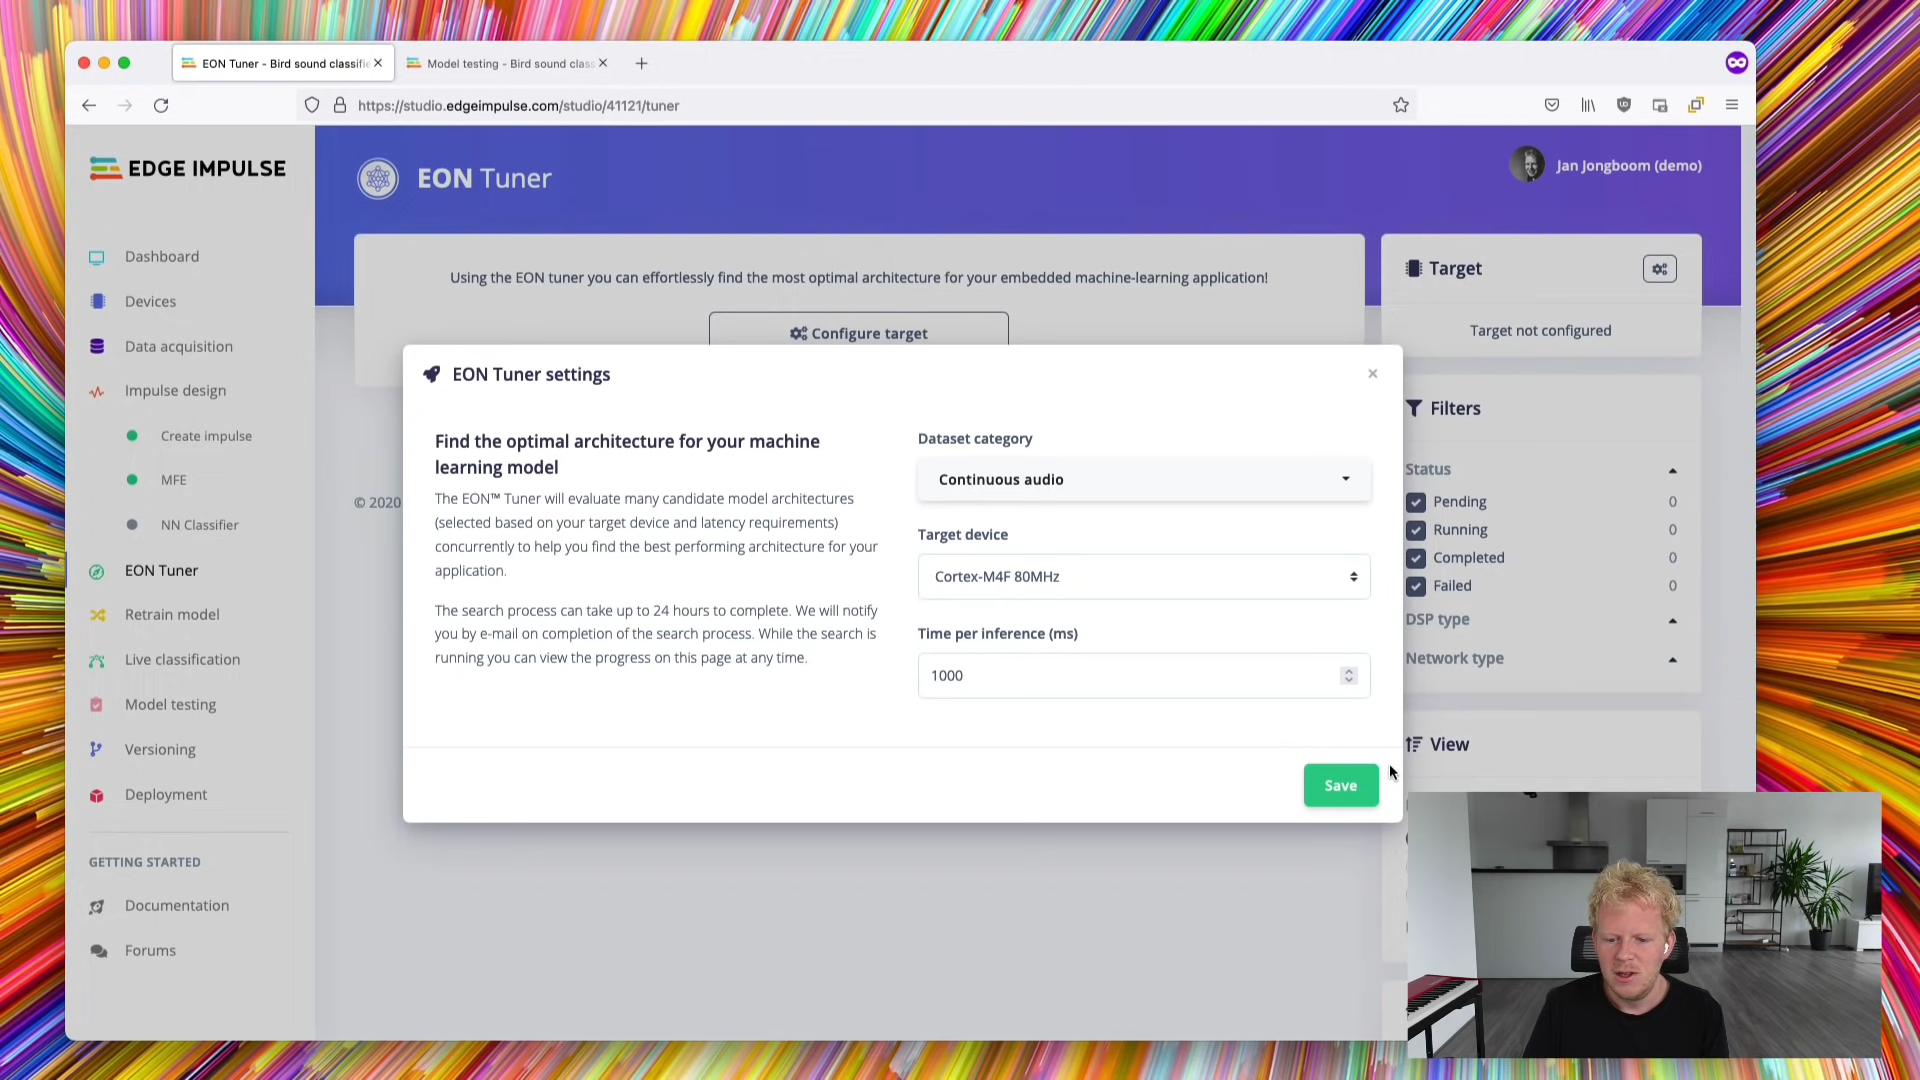 EON Tuner - Bird sound classifie
Model testing - Bird sound class
https://studio.edgeimpulse.com/studio/41121/tuner
EDGE IMPULSE
Dashboard
Devices
Data acquisition
Impulse design
Create impulse
MFE
NN Classifier
EON Tuner
Retrain model
Live classification
Model testing
Versioning
Deployment
GETTING STARTED
Documentation
Forums
EON Tuner
Jan Jongboom (demo)
Using the EON tuner you can effortlessly find the most optimal architecture for your embedded machine-learning application!
Configure target
© 2020
Target
Target not configured
Filters
Status
Pending 0
Running 0
Completed 0
Failed 0
DSP type
Network type
View
EON Tuner settings
×
Find the optimal architecture for your machine
learning model
The EON™ Tuner will evaluate many candidate model architectures
(selected based on your target device and latency requirements)
concurrently to help you find the best performing architecture for your
application.
The search process can take up to 24 hours to complete. We will notify
you by e-mail on completion of the search process. While the search is
running you can view the progress on this page at any time.
Dataset category
Continuous audio
Target device
Cortex-M4F 80MHz
Time per inference (ms)
1000
Save